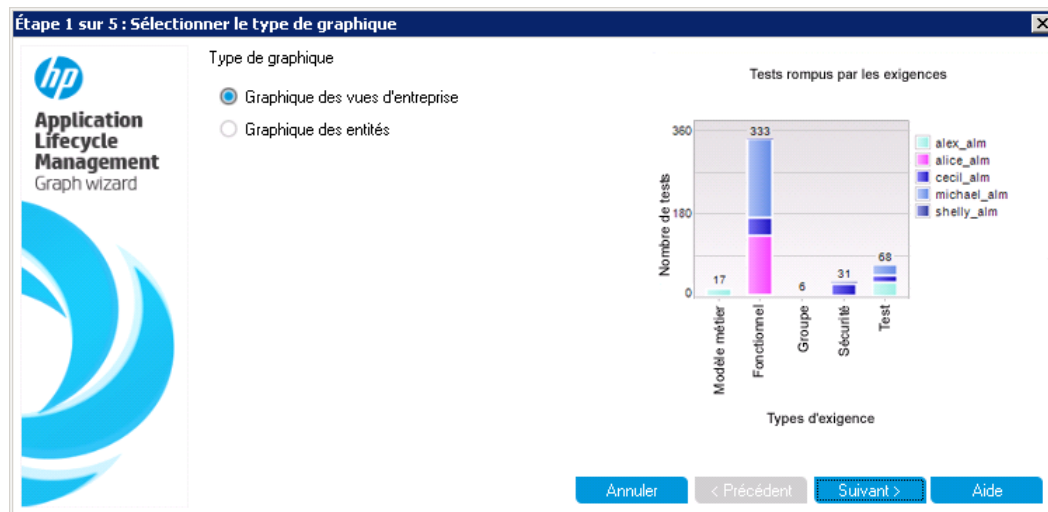 Étape 1 sur 5 : Sélectionner le type de graphique
hp
Application
Lifecycle
Management
Graph wizard
Type de graphique
Graphique des vues d'entreprise
Graphique des entités
Tests rompus par les exigences
Nombre de tests
360
180
0
17
333
6
31
68
Modèle métier
Fonctionnel
Groupe
Sécurité
Test
Types d'exigence
alex_alm
alice_alm
cecil_alm
michael_alm
shelly_alm
Annuler
< Précédent
Suivant >
Aide